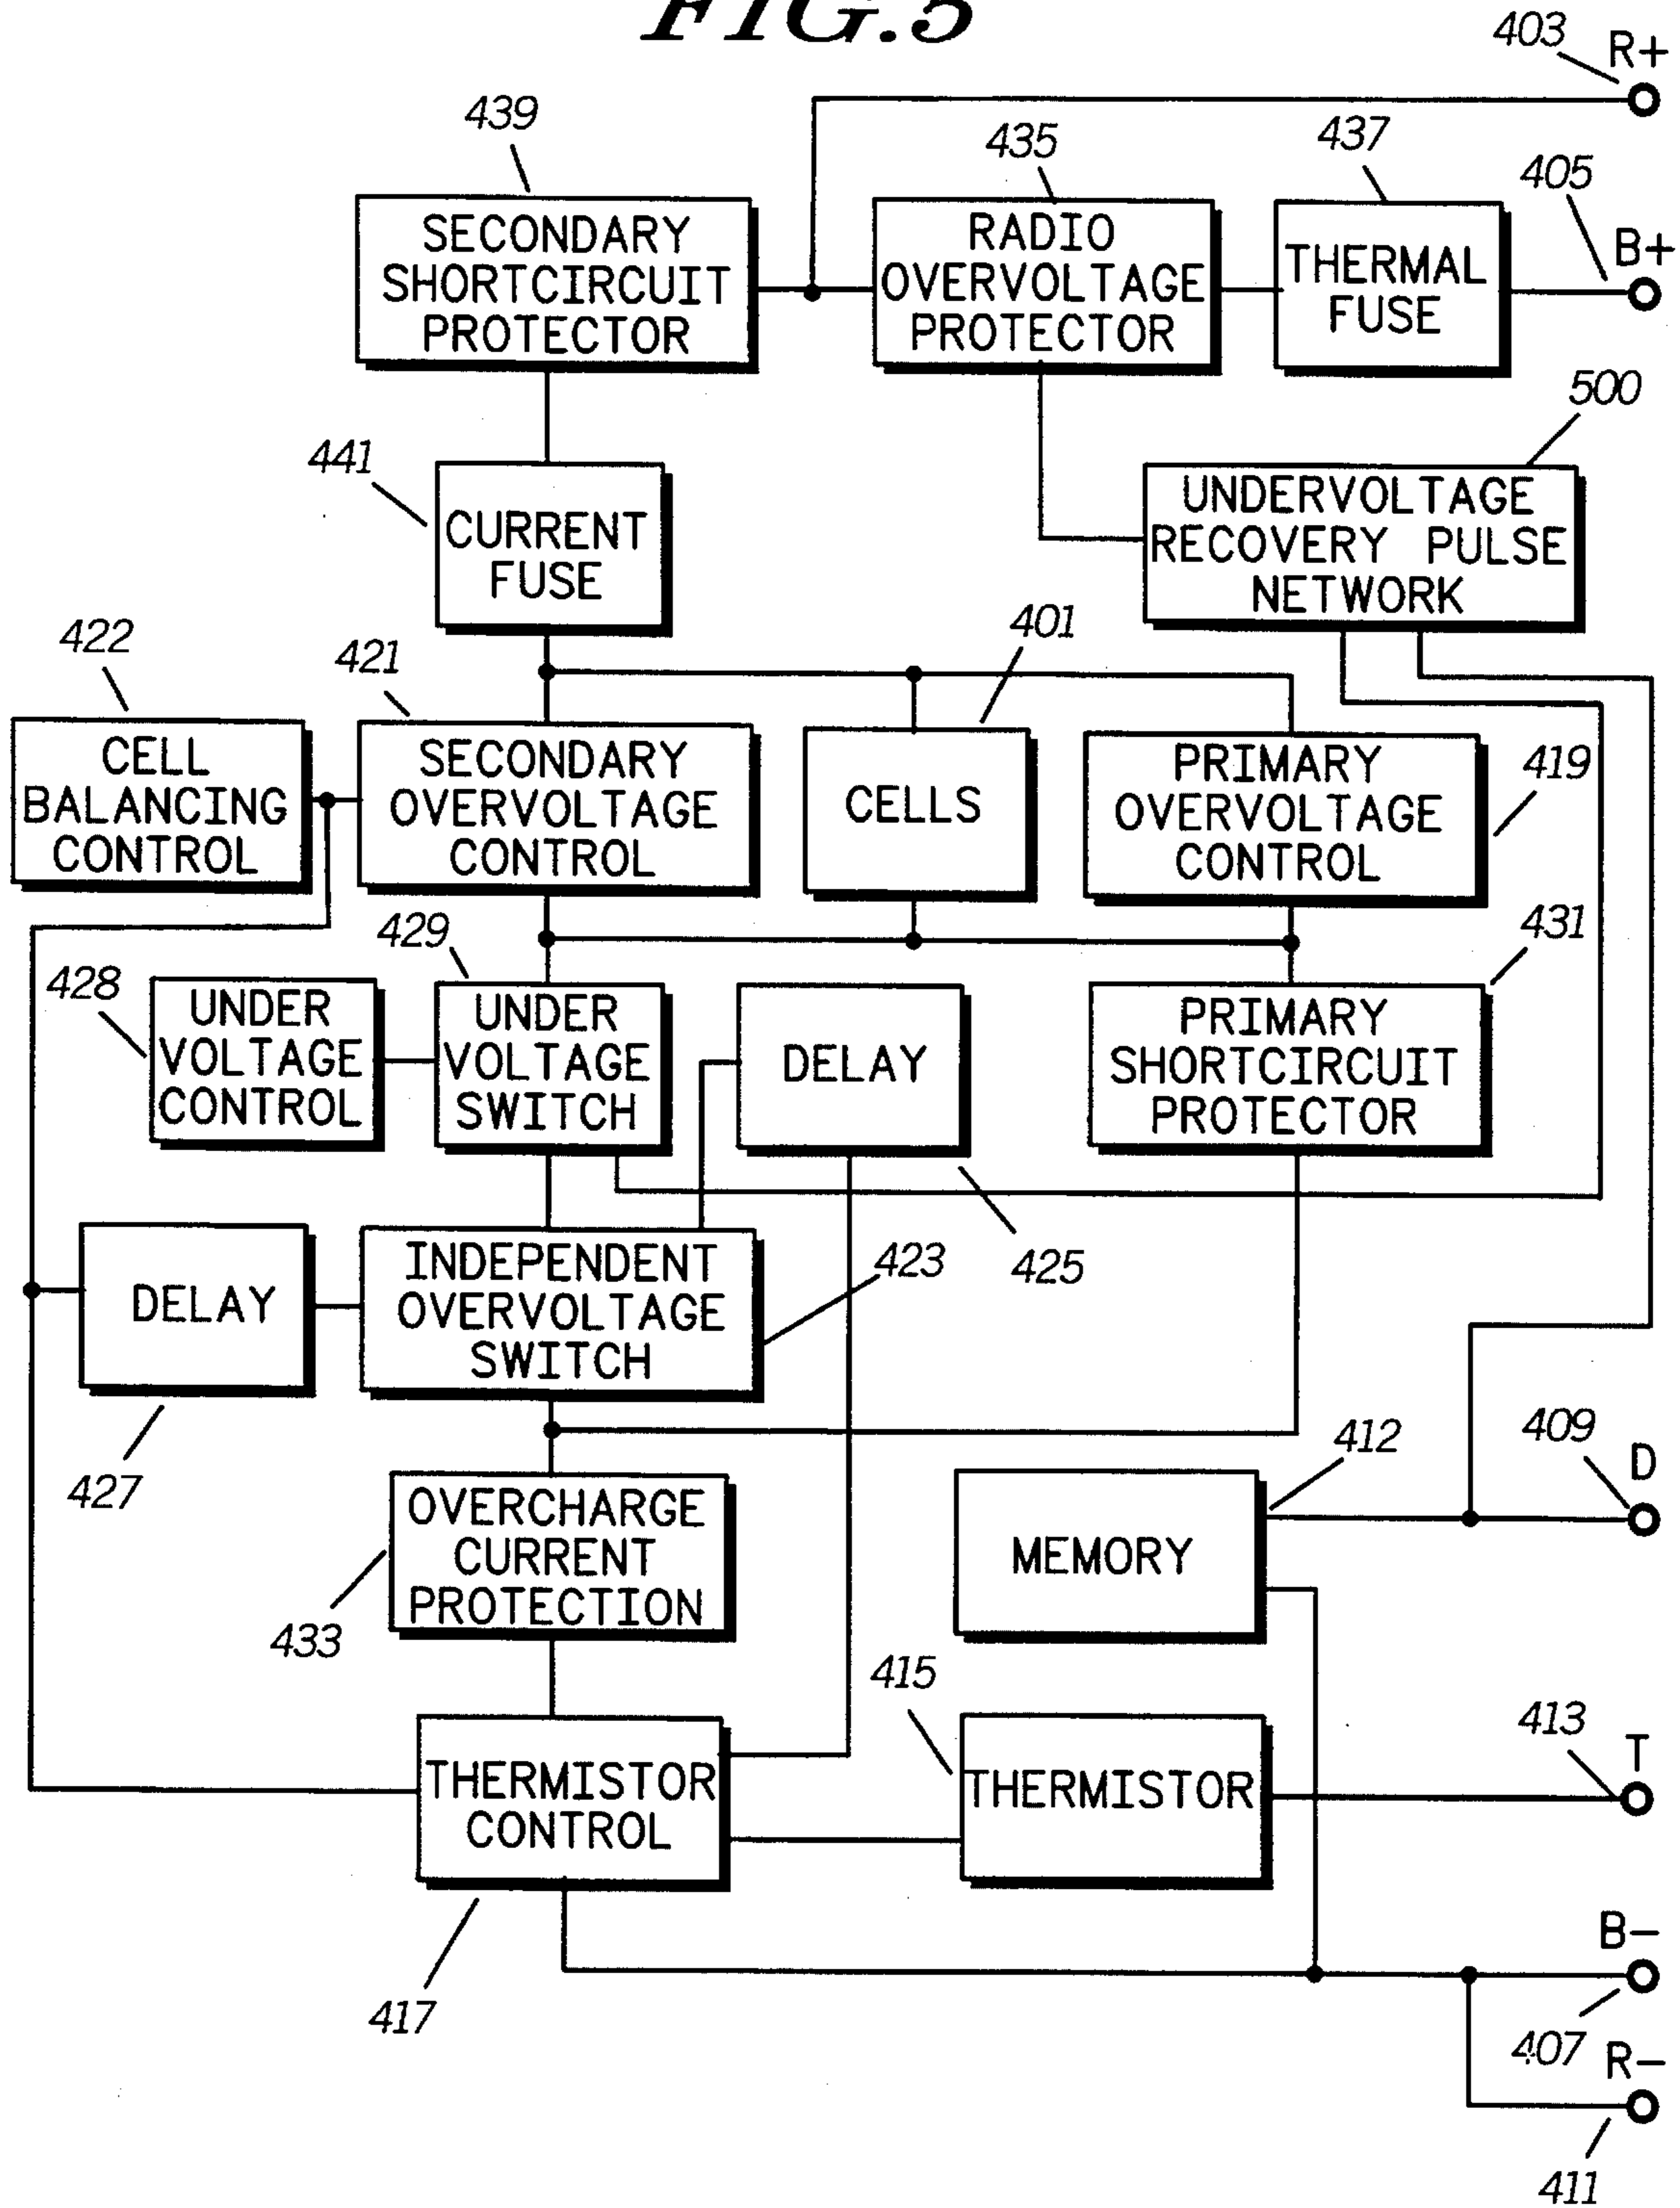 FIG.5
403
R+
439
435
437
405
B+
SECONDARY
SHORTCIRCUIT
PROTECTOR
RADIO
OVERVOLTAGE
PROTECTOR
THERMAL
FUSE
500
441
CURRENT
FUSE
UNDERVOLTAGE
RECOVERY PULSE
NETWORK
422
421
401
CELL
BALANCING
CONTROL
SECONDARY
OVERVOLTAGE
CONTROL
CELLS
PRIMARY
OVERVOLTAGE
CONTROL
419
428
429
431
UNDER
VOLTAGE
CONTROL
UNDER
VOLTAGE
SWITCH
DELAY
PRIMARY
SHORTCIRCUIT
PROTECTOR
DELAY
INDEPENDENT
OVERVOLTAGE
SWITCH
423
425
427
412
409
D
OVERCHARGE
CURRENT
PROTECTION
MEMORY
433
415
413
T
THERMISTOR
CONTROL
THERMISTOR
417
B-
407
R-
411